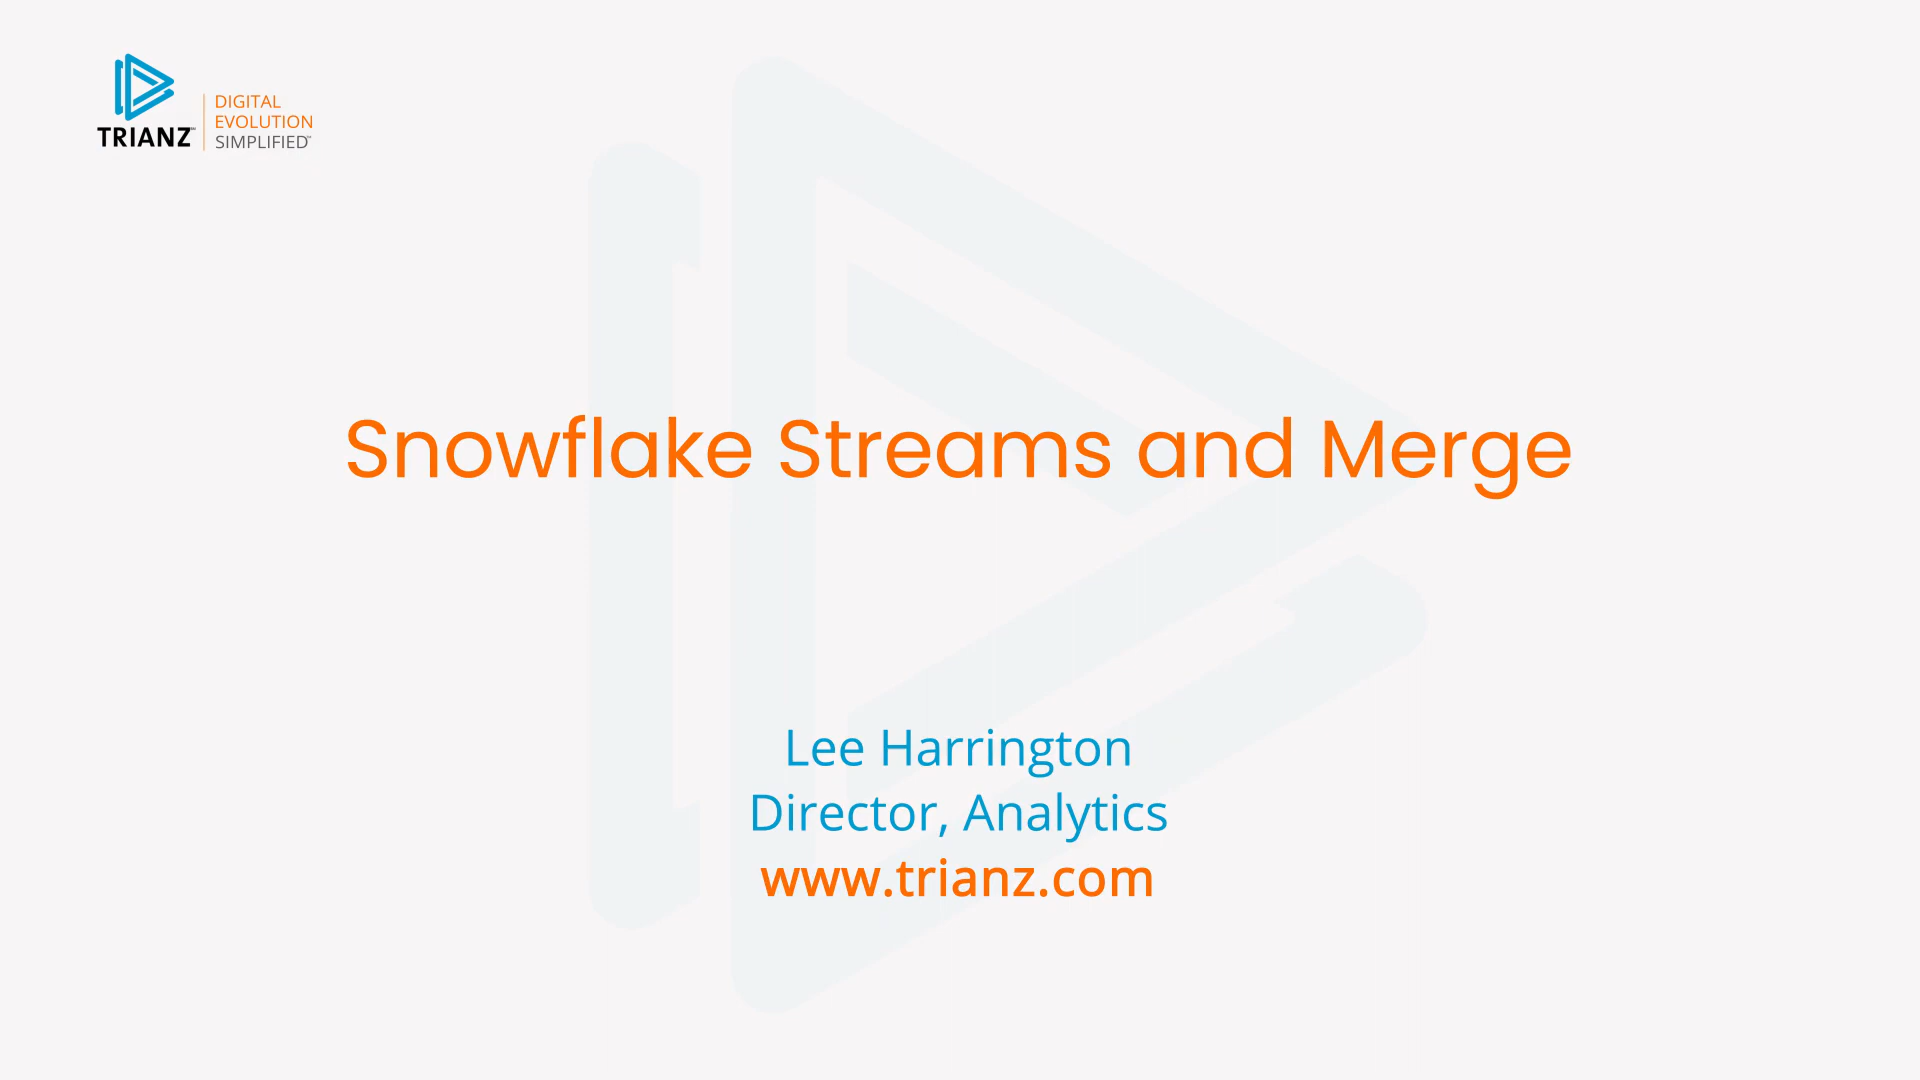 TRIANZ
DIGITAL
EVOLUTION
SIMPLIFIED
Snowflake Streams and Merge
Lee Harrington
Director, Analytics
www.trianz.com